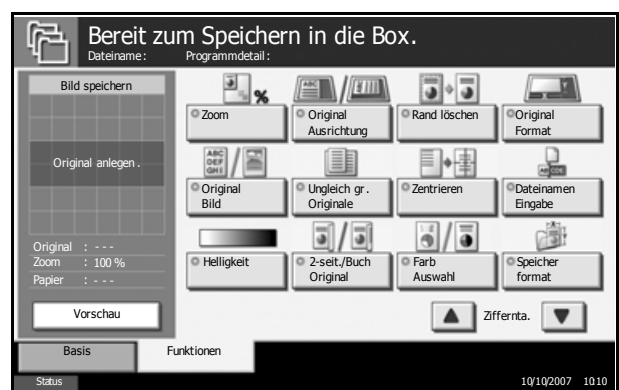 Bereit zum Speichern in die Box.
Dateiname: Programmdetail:
Bild speichern
Original anlegen.
Original : ---
Zoom : 100 %
Papier : ---
Vorschau
%
ABC
Zoom
Original
Ausrichtung
Rand löschen
Original
Format
ABC
DEF
GHI
ABCDE
Original
Bild
Ungleich gr.
Originale
Zentrieren
Dateinamen
Eingabe
Helligkeit
2-seit./Buch
Original
Farb
Auswahl
Speicher
format
Ziffernta.
Basis
Funktionen
Status
10/10/2007 10:10